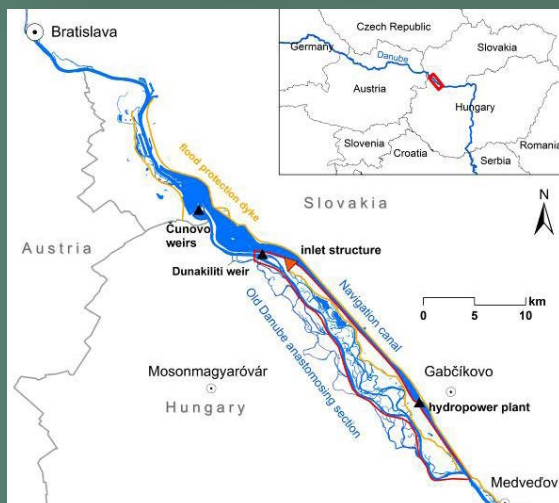 Bratislava
Czech Republic
Germany
Danube
Slovakia
Austria
Hungary
Slovenia
Croatia
Romania
Serbia
N
flood protection dyke
Slovakia
Austria
Čunovo
weirs
Dunakiliti weir
inlet structure
Navigation canal
0 5 10
km
Old Danube anastomosing section
Mosonmagyaróvár
Hungary
Gabčíkovo
hydropower plant
Medveďov